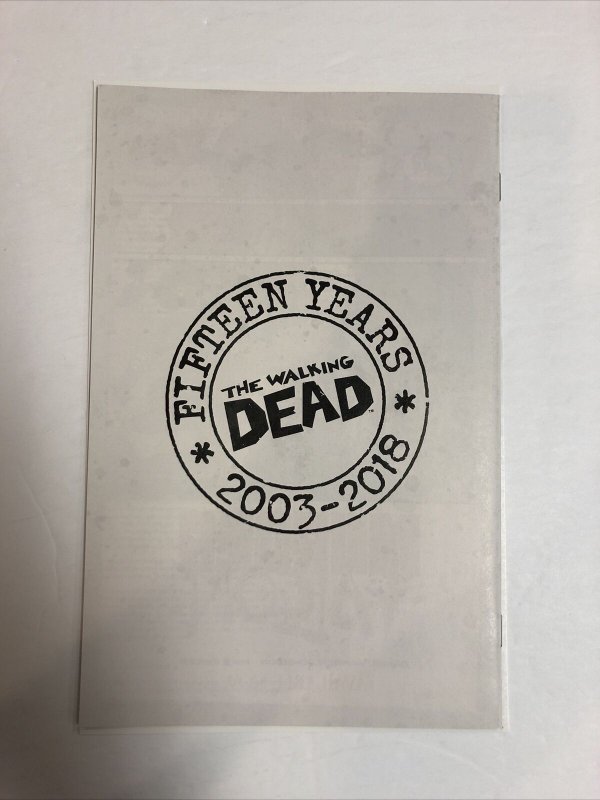 FIFTEEN YEARS
THE WALKING
DEAD
* 2003-2018 *